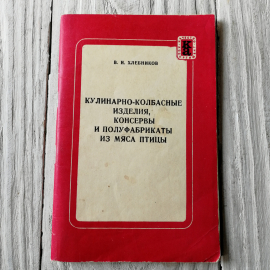 В. И. ХЛЕБНИКОВ
КУЛИНАРНО-КОЛБАСНЫЕ
ИЗДЕЛИЯ,
КОНСЕРВЫ
И ПОЛУФАБРИКАТЫ
ИЗ МЯСА ПТИЦЫ